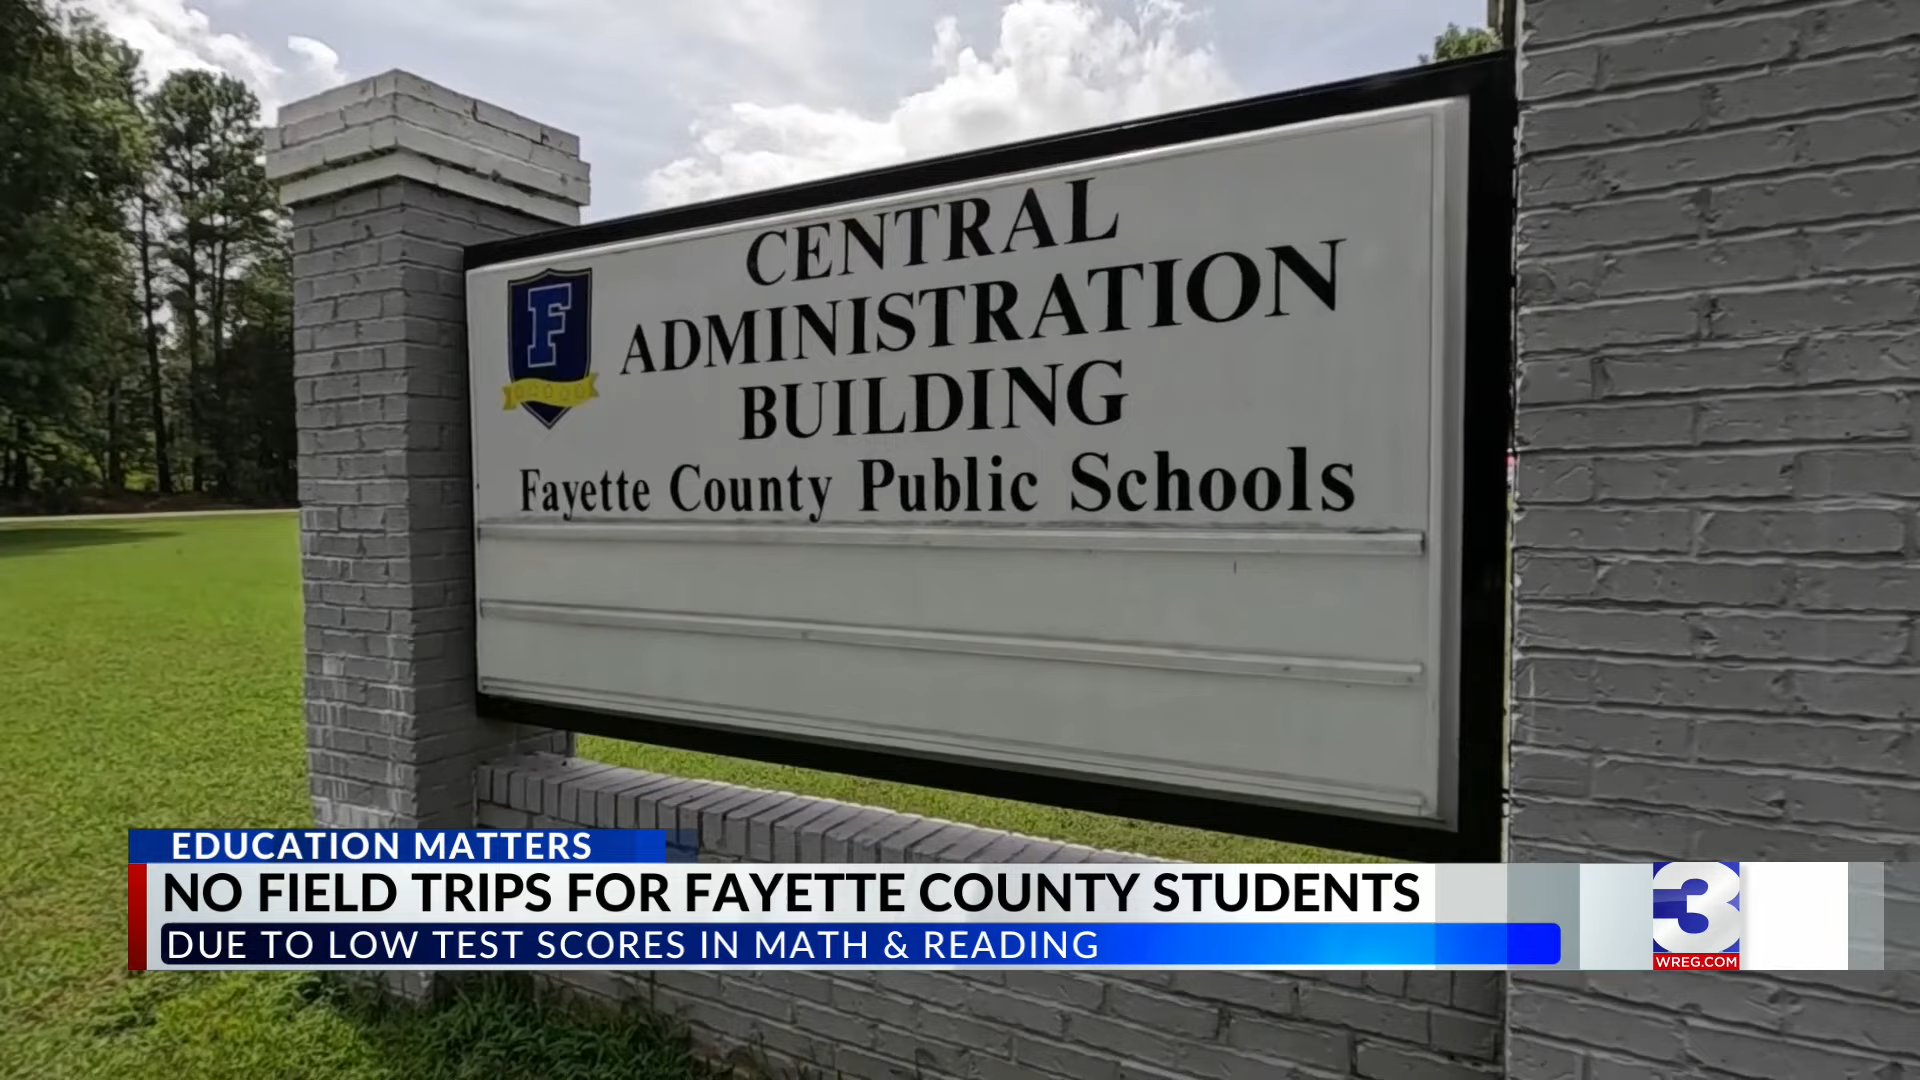 CENTRAL
ADMINISTRATION
BUILDING
Fayette County Public Schools
F
EDUCATION MATTERS
NO FIELD TRIPS FOR FAYETTE COUNTY STUDENTS
DUE TO LOW TEST SCORES IN MATH & READING
3
WREG.COM